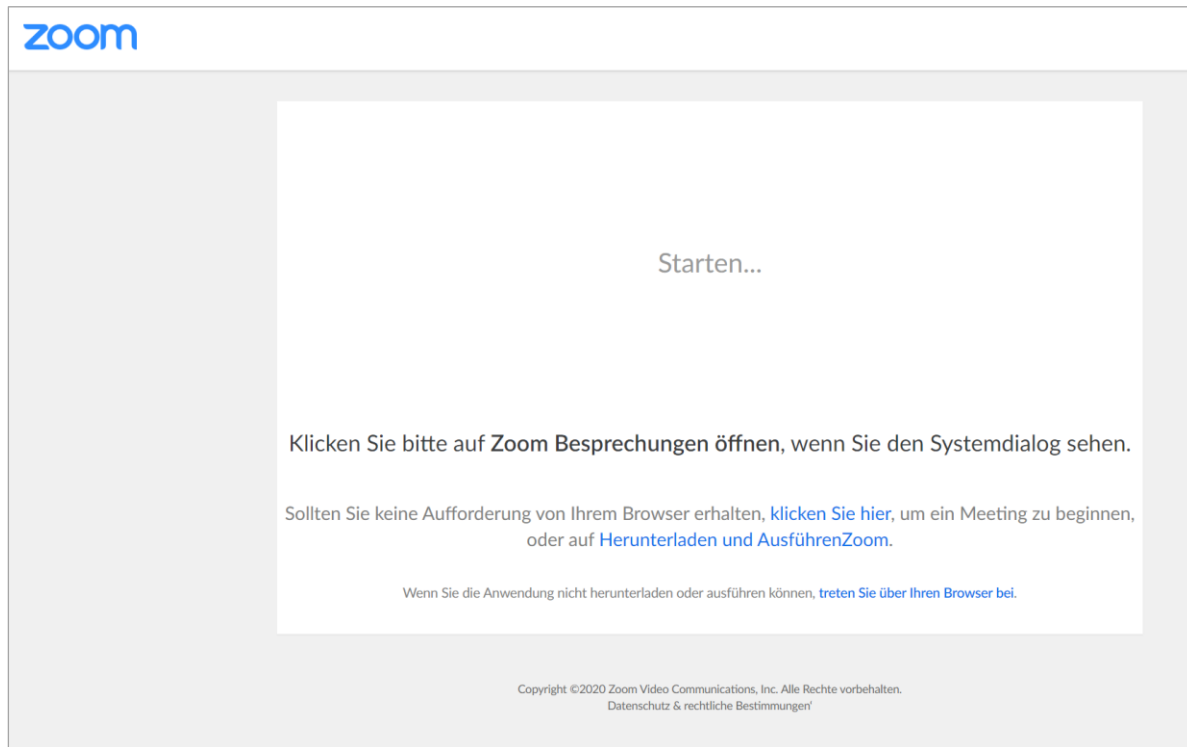 zoom
Starten...
Klicken Sie bitte auf Zoom Besprechungen öffnen, wenn Sie den Systemdialog sehen.
Sollten Sie keine Aufforderung von Ihrem Browser erhalten, klicken Sie hier, um ein Meeting zu beginnen,
oder auf Herunterladen und AusführenZoom.
Wenn Sie die Anwendung nicht herunterladen oder ausführen können, treten Sie über Ihren Browser bei.
Copyright ©2020 Zoom Video Communications, Inc. Alle Rechte vorbehalten.
Datenschutz & rechtliche Bestimmungen'